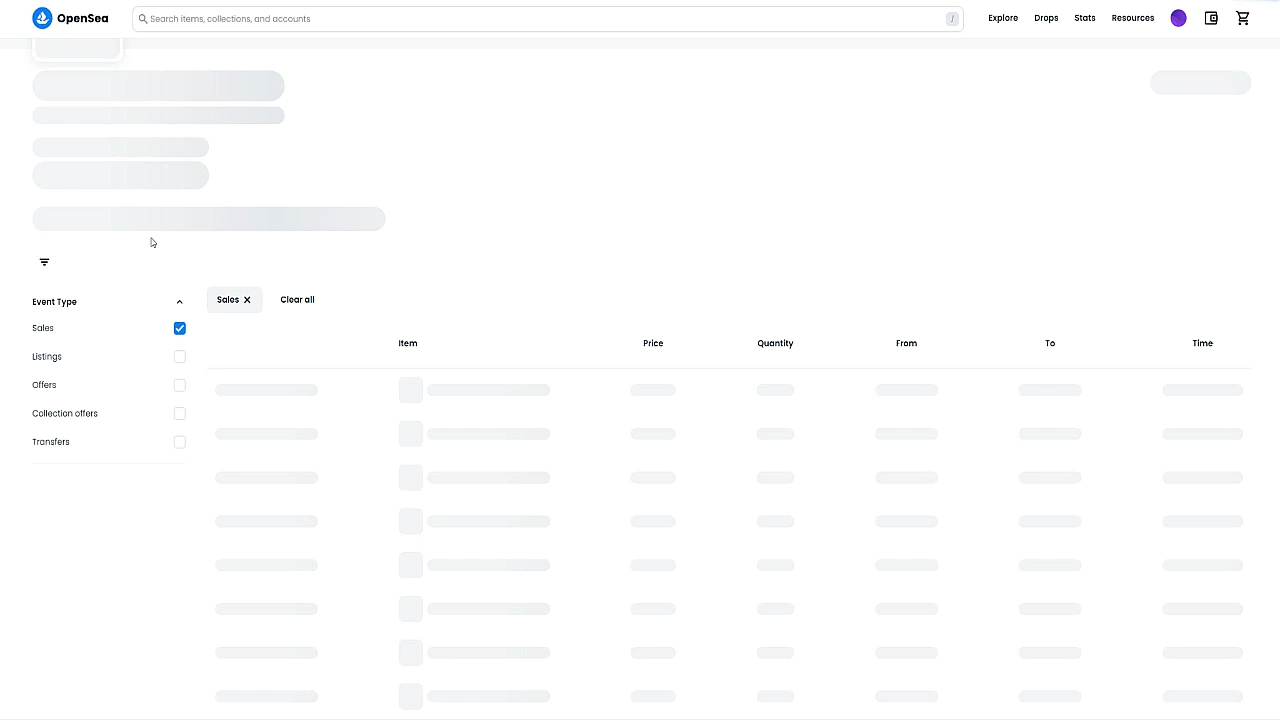 OpenSea
Search items, collections, and accounts
/
Explore
Drops
Stats
Resources
Event Type
Sales
Listings
Offers
Collection offers
Transfers
Sales
Clear all
Item
Price
Quantity
From
To
Time